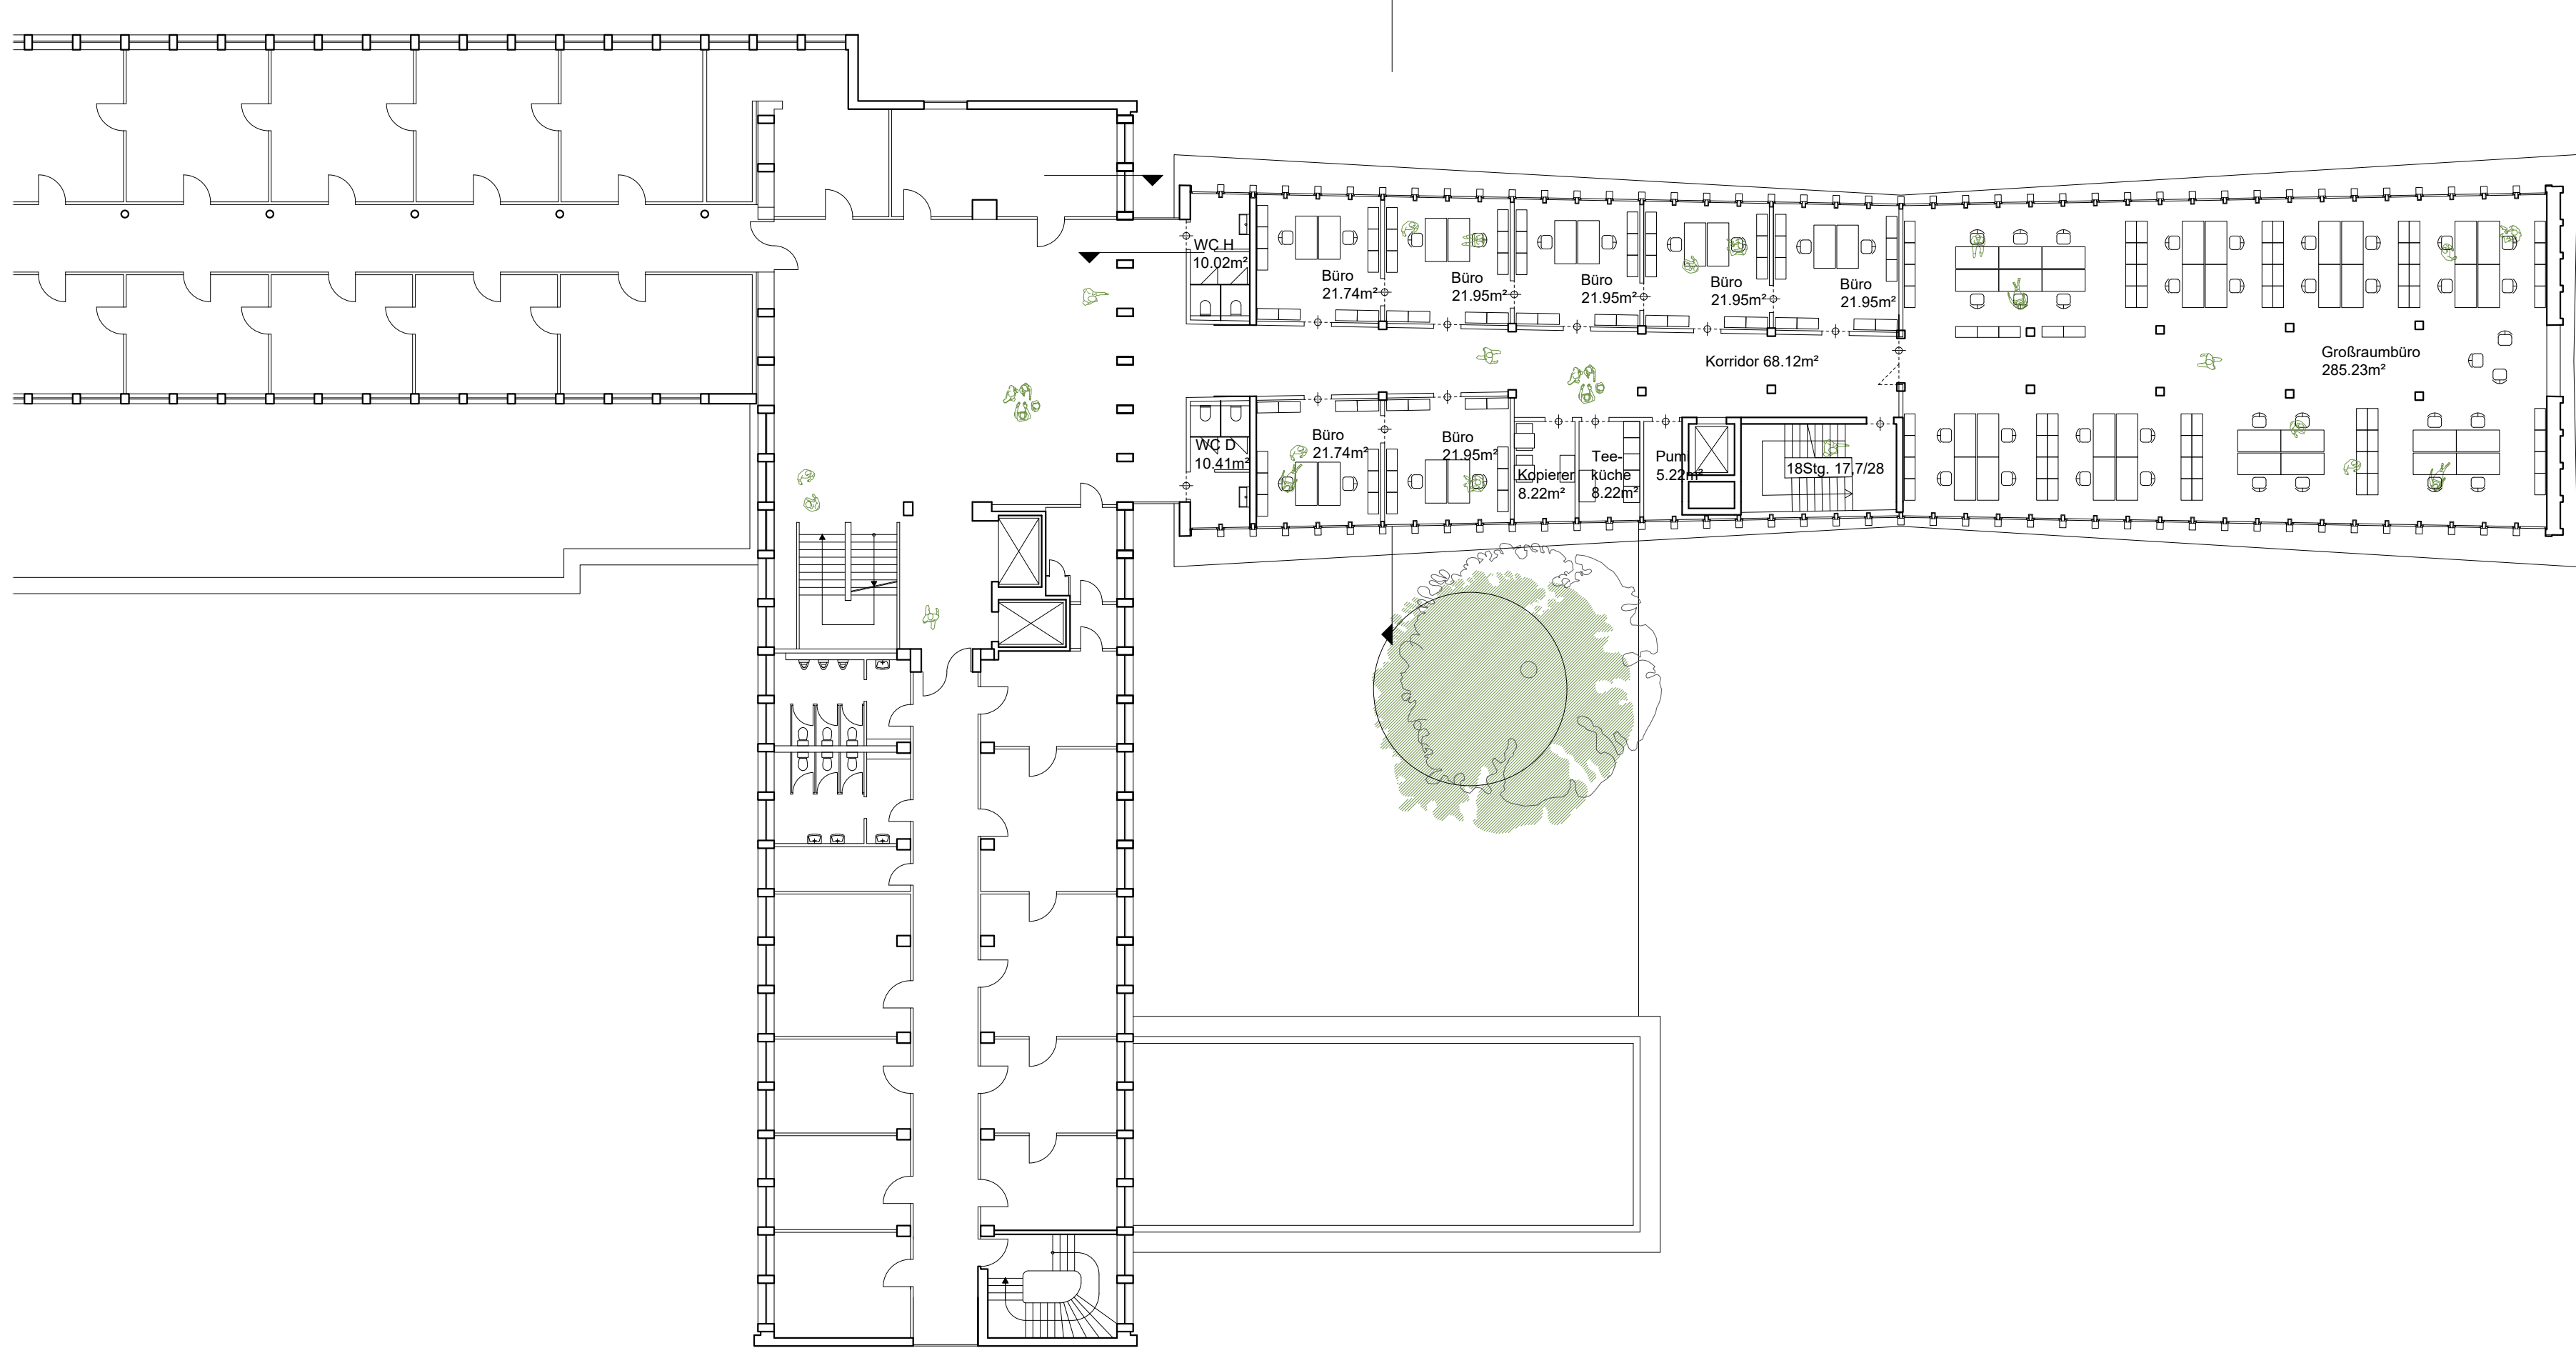 WC H
10.02m²
Büro
21.74m²
Büro
21.95m²
Büro
21.95m²
Büro
21.95m²
Büro
21.95m²
Korridor 68.12m²
Großraumbüro
285.23m²
WC D
10.41m²
Büro
21.74m²
Büro
21.95m²
Kopierer
8.22m²
Tee-
küche
8.22m²
Pumi
5.22m²
18Stg. 17,7/28